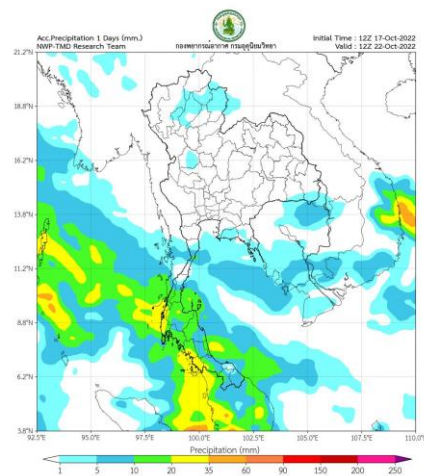 Acc.Precipitation 1 Days (mm.)
NWP-TMD Research Team
กองพยากรณ์อากาศ กรมอุตุนิยมวิทยา
Initial Time : 12Z 17-Oct-2022
Valid : 12Z 22-Oct-2022
21.2°N
18.8°N
16.2°N
13.8°N
11.2°N
8.8°N
6.2°N
3.8°N
92.5°E 95.0°E 97.5°E 100.0°E 102.5°E 105.0°E 107.5°E 110.0°E
Precipitation (mm)
1 5 10 20 35 60 90 150 200 250